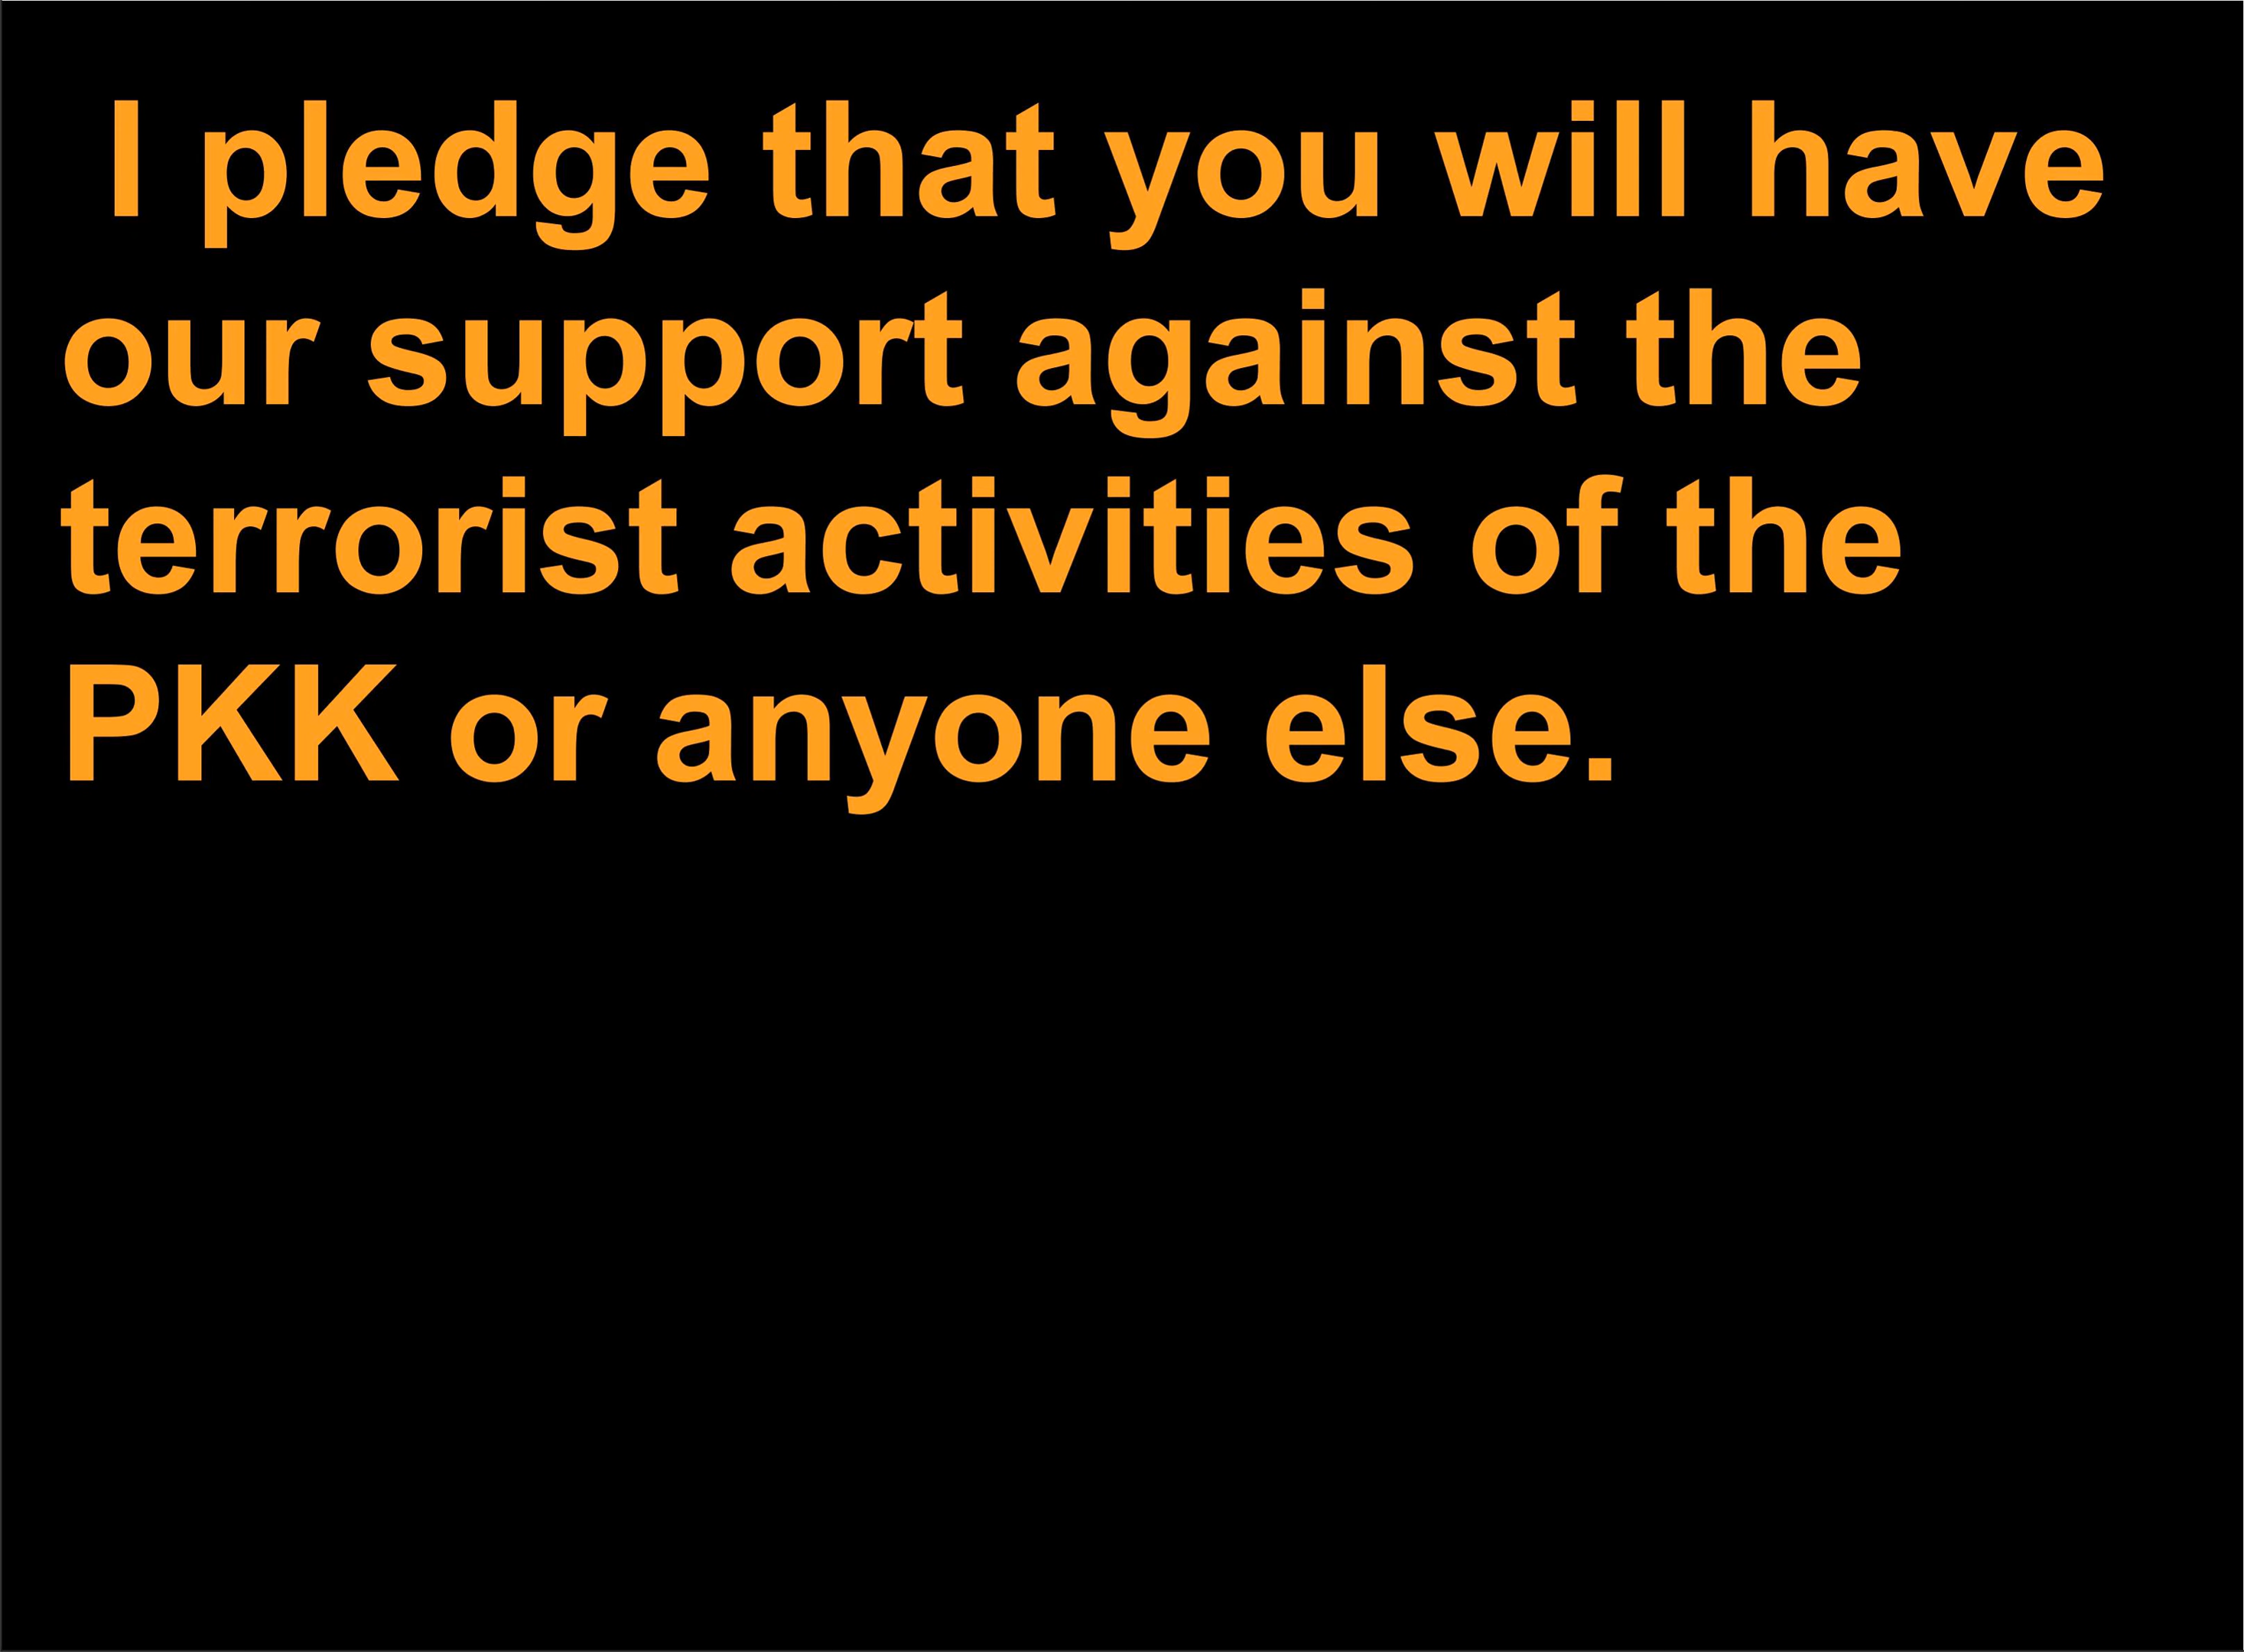 I pledge that you will have
our support against the
terrorist activities of the
PKK or anyone else.